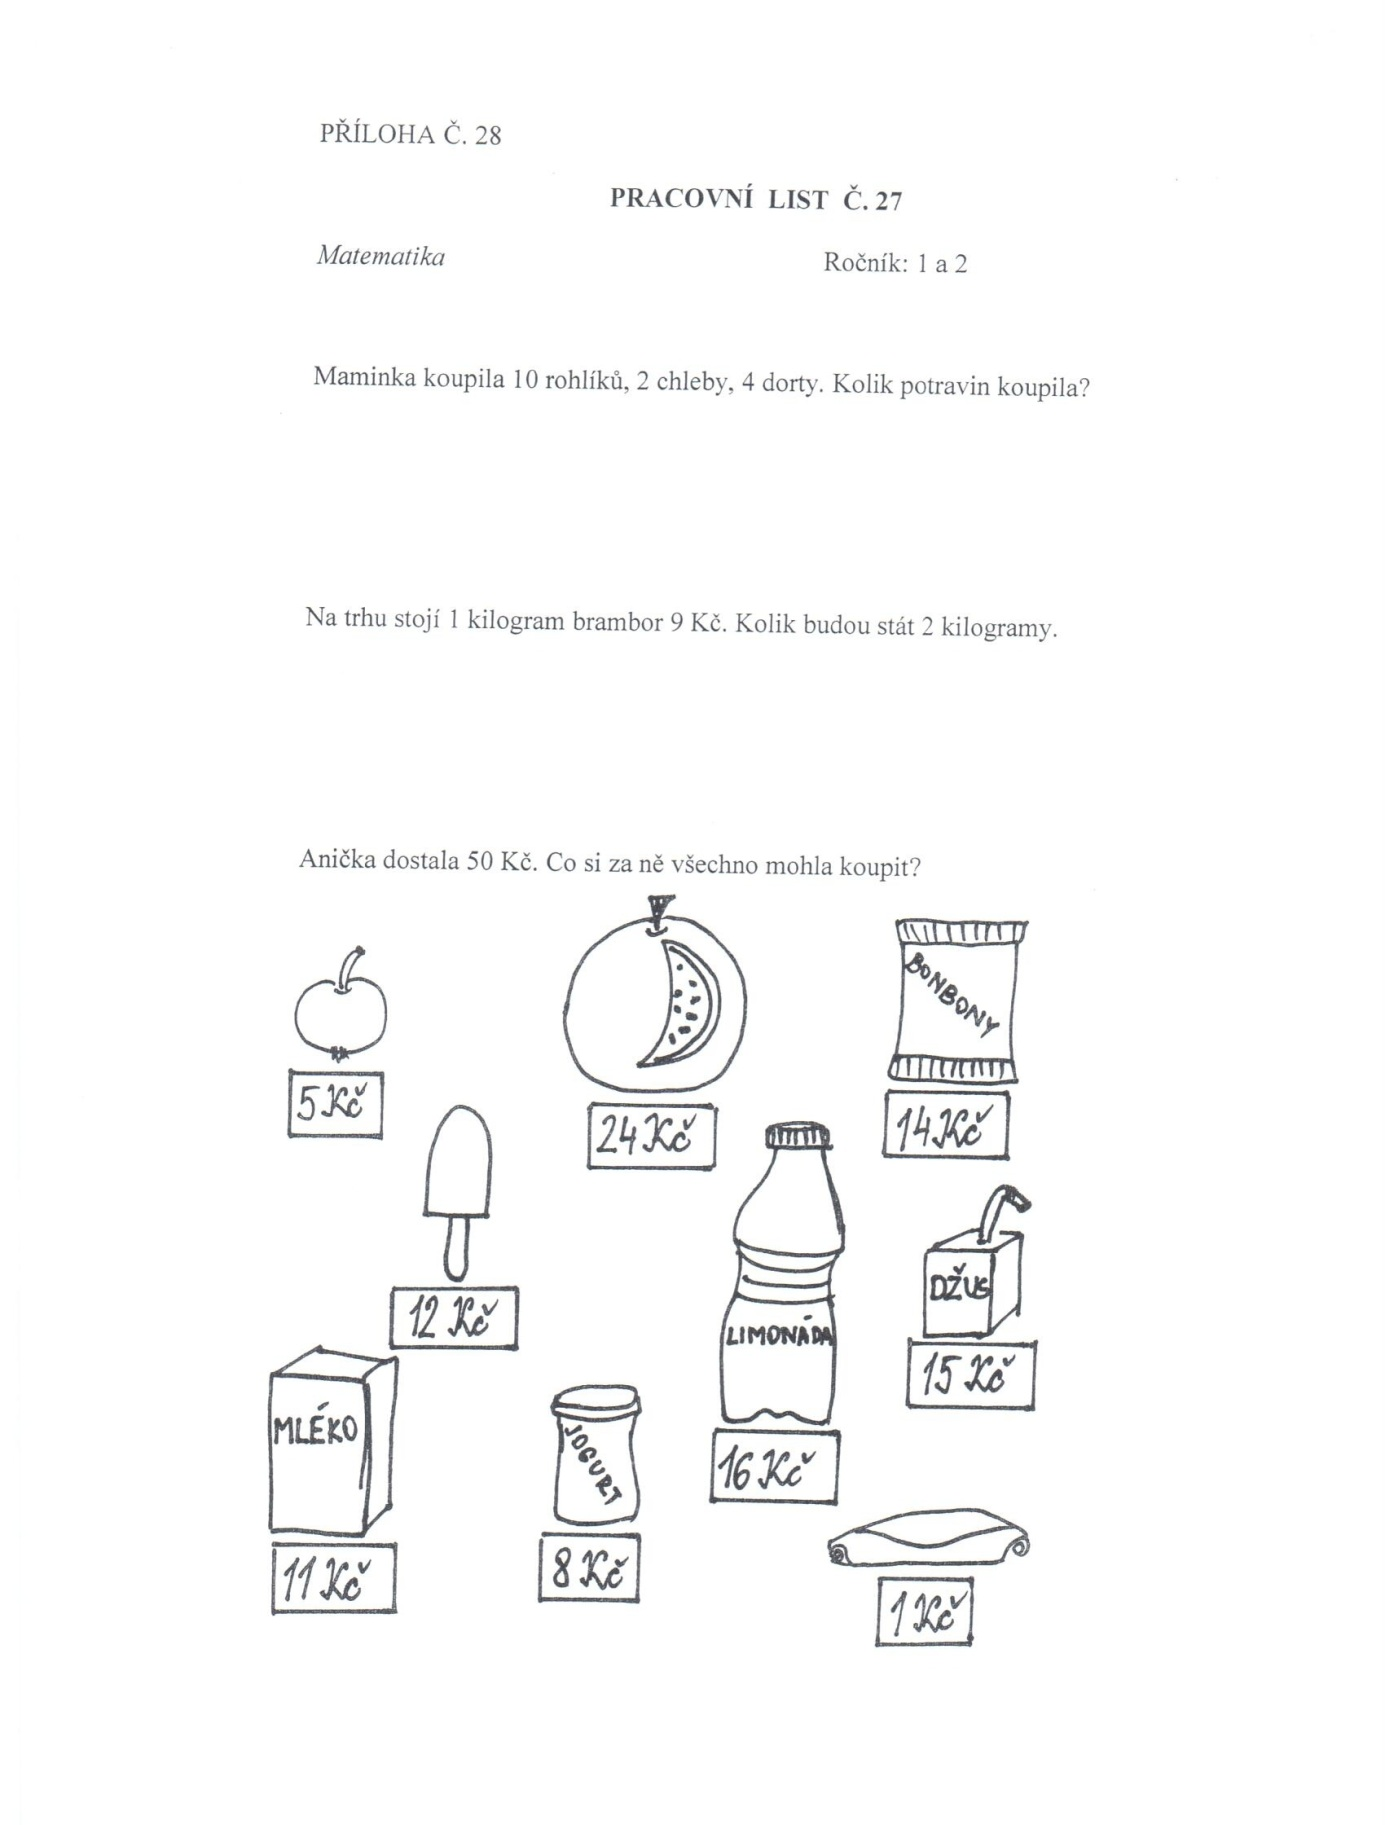 PŘÍLOHA Č. 28
PRACOVNÍ LIST Č. 27
Matematika Ročník: 1 a 2
Maminka koupila 10 rohlíků, 2 chleby, 4 dorty. Kolik potravin koupila?
Na trhu stojí 1 kilogram brambor 9 Kč. Kolik budou stát 2 kilogramy.
Anička dostala 50 Kč. Co si za ně všechno mohla koupit?
BONBONY
5 Kč
24 Kč
14 Kč
DŽUS
12 Kč
LIMONÁDA
15 Kč
MLÉKO
JOGURT
16 Kč
11 Kč
8 Kč
1 Kč